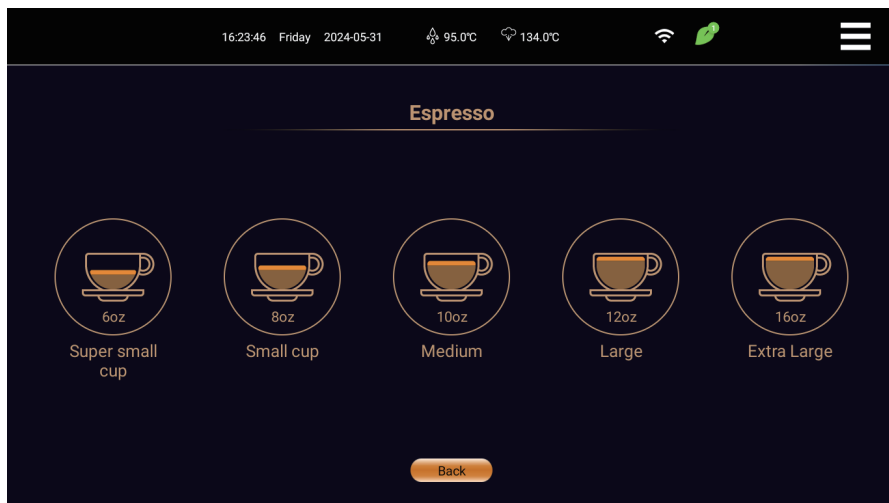 16:23:46 Friday 2024-05-31 95.0℃ 134.0℃ 1
Espresso
6oz 8oz 10oz 12oz 16oz
Super small cup Small cup Medium Large Extra Large
Back